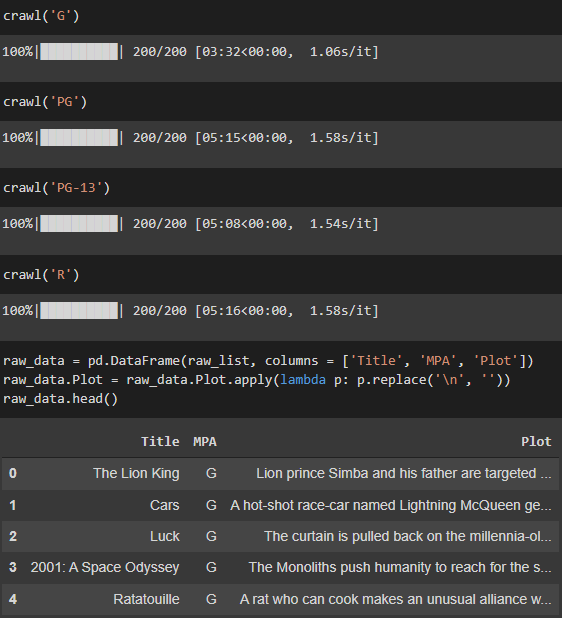 crawl('G')
100%|██████████| 200/200 [03:32<00:00,  1.06s/it]
crawl('PG')
100%|██████████| 200/200 [05:15<00:00,  1.58s/it]
crawl('PG-13')
100%|██████████| 200/200 [05:08<00:00,  1.54s/it]
crawl('R')
100%|██████████| 200/200 [05:16<00:00,  1.58s/it]
raw_data = pd.DataFrame(raw_list, columns = ['Title', 'MPA', 'Plot'])
raw_data.Plot = raw_data.Plot.apply(lambda p: p.replace('\n', ''))
raw_data.head()
Title MPA Plot
0 The Lion King G Lion prince Simba and his father are targeted ...
1 Cars G A hot-shot race-car named Lightning McQueen ge...
2 Luck G The curtain is pulled back on the millennia-ol...
3 2001: A Space Odyssey G The Monoliths push humanity to reach for the s...
4 Ratatouille G A rat who can cook makes an unusual alliance w...